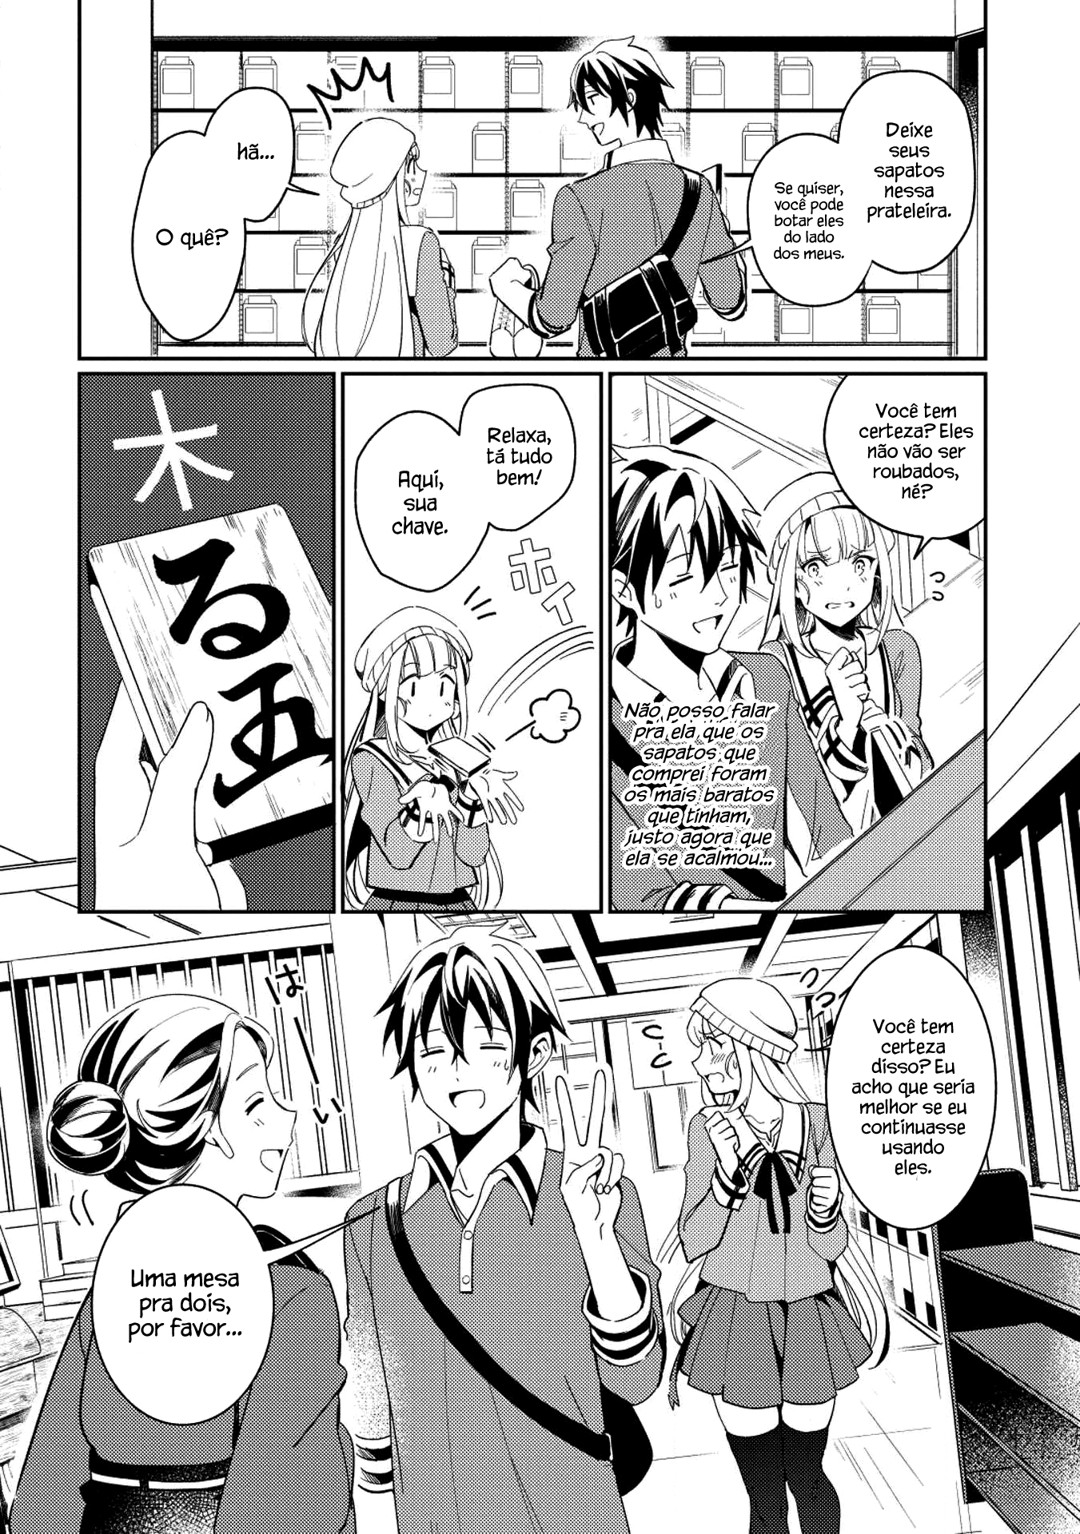 Deixe
seus
sapatos
nessa
prateleira.
Se quiser,
você pode
botar eles
do lado
dos meus.
hã...
O quê?
Você tem
certeza? Eles
não vão ser
roubados,
né?
Não posso falar
pra ela que os
sapatos que
comprei foram
os mais baratos
que tinham,
justo agora que
ela se acalmou...
Relaxa,
tá tudo
bem!
Aqui,
sua
chave.
ホイ
木
る
五
Você tem
certeza
disso? Eu
acho que seria
melhor se eu
continuasse
usando
eles.
はーい
Uma mesa
pra dois,
por favor...